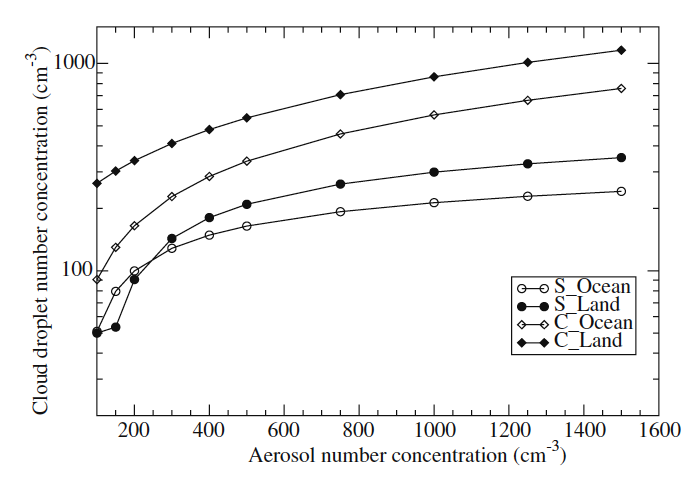 Cloud droplet number concentration (cm⁻³)
1000
100
S_Ocean
S_Land
C_Ocean
C_Land
200 400 600 800 1000 1200 1400 1600
Aerosol number concentration (cm⁻³)